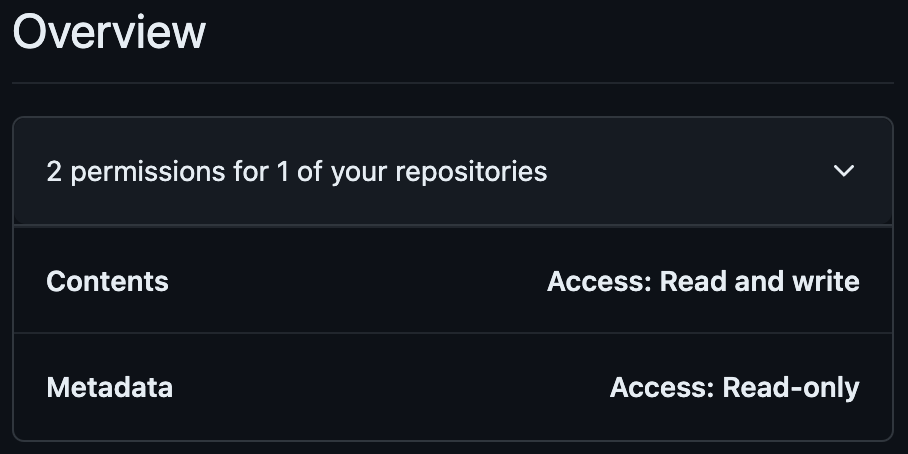 Overview
2 permissions for 1 of your repositories
Contents Access: Read and write
Metadata Access: Read-only